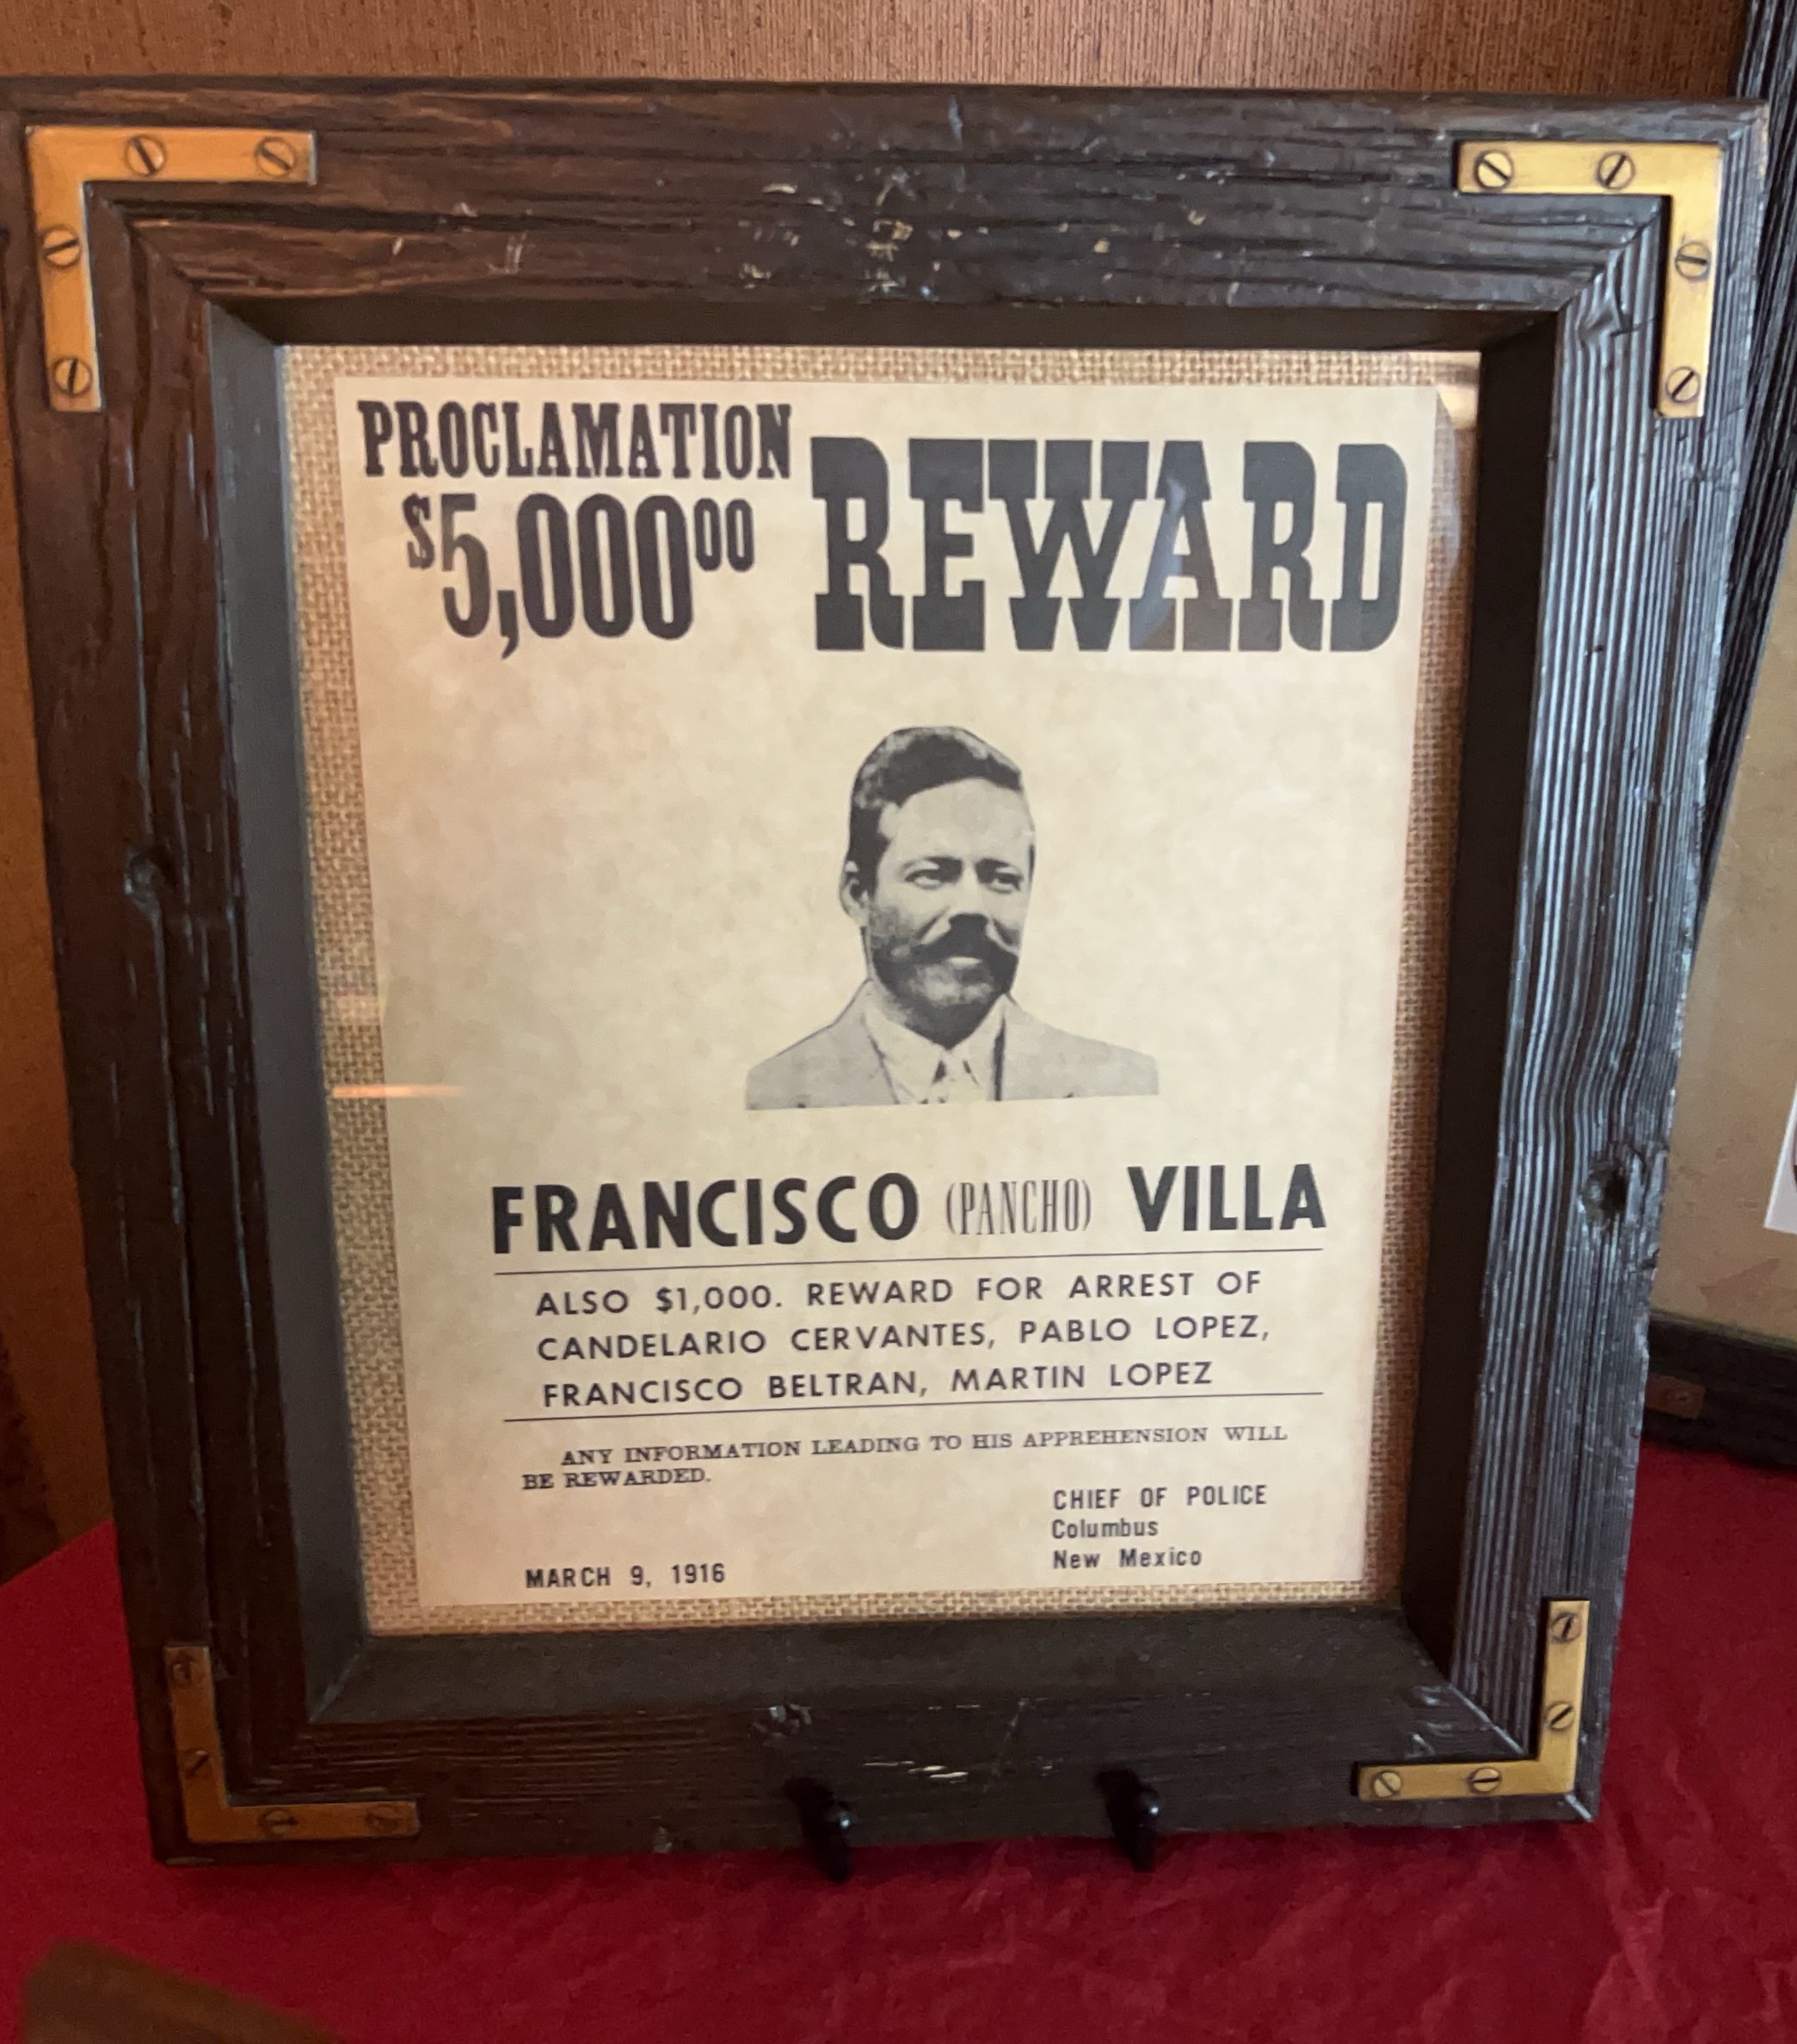 PROCLAMATION
$5,000⁰⁰ REWARD
FRANCISCO (PANCHO) VILLA
ALSO $1,000. REWARD FOR ARREST OF
CANDELARIO CERVANTES, PABLO LOPEZ,
FRANCISCO BELTRAN, MARTIN LOPEZ
ANY INFORMATION LEADING TO HIS APPREHENSION WILL
BE REWARDED.
CHIEF OF POLICE
Columbus
New Mexico
MARCH 9, 1916